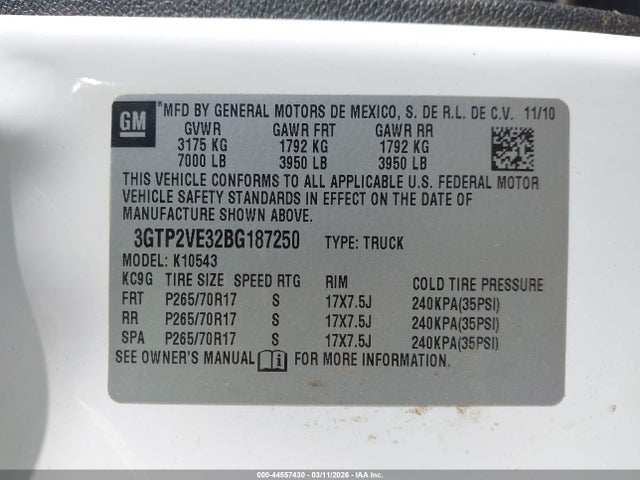 GM
*MFD BY GENERAL MOTORS DE MEXICO, S. DE R.L. DE C.V. 11/10
GVWR GAWR FRT GAWR RR
3175 KG 1792 KG 1792 KG
7000 LB 3950 LB 3950 LB
THIS VEHICLE CONFORMS TO ALL APPLICABLE U.S. FEDERAL MOTOR
VEHICLE SAFETY STANDARDS IN EFFECT ON THE DATE OF
MANUFACTURE SHOWN ABOVE.
3GTP2VE32BG187250 TYPE: TRUCK
MODEL: K10543
KC9G TIRE SIZE SPEED RTG RIM COLD TIRE PRESSURE
FRT P265/70R17 S 17X7.5J 240KPA(35PSI)
RR P265/70R17 S 17X7.5J 240KPA(35PSI)
SPA P265/70R17 S 17X7.5J 240KPA(35PSI)
SEE OWNER'S MANUAL FOR MORE INFORMATION.
000-44557430 - 03/11/2026 - IAAI.CA